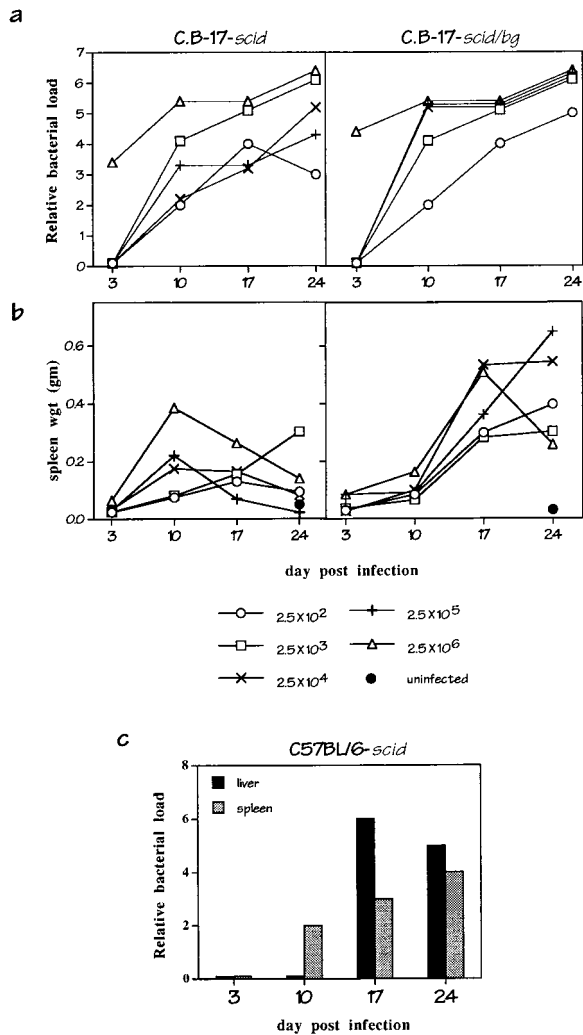 a
C.B-17-scid
C.B-17-scid/bg
Relative bacterial load
7
6
5
4
3
2
1
0
3 10 17 24 3 10 17 24
b
spleen wgt (gm)
0.6
0.4
0.2
0.0
3 10 17 24 3 10 17 24
day post infection
2.5X10² 2.5X10⁵
2.5X10³ 2.5X10⁶
2.5X10⁴ uninfected
c
C57BL/6-scid
Relative bacterial load
8
6
4
2
0
liver
spleen
3 10 17 24
day post infection